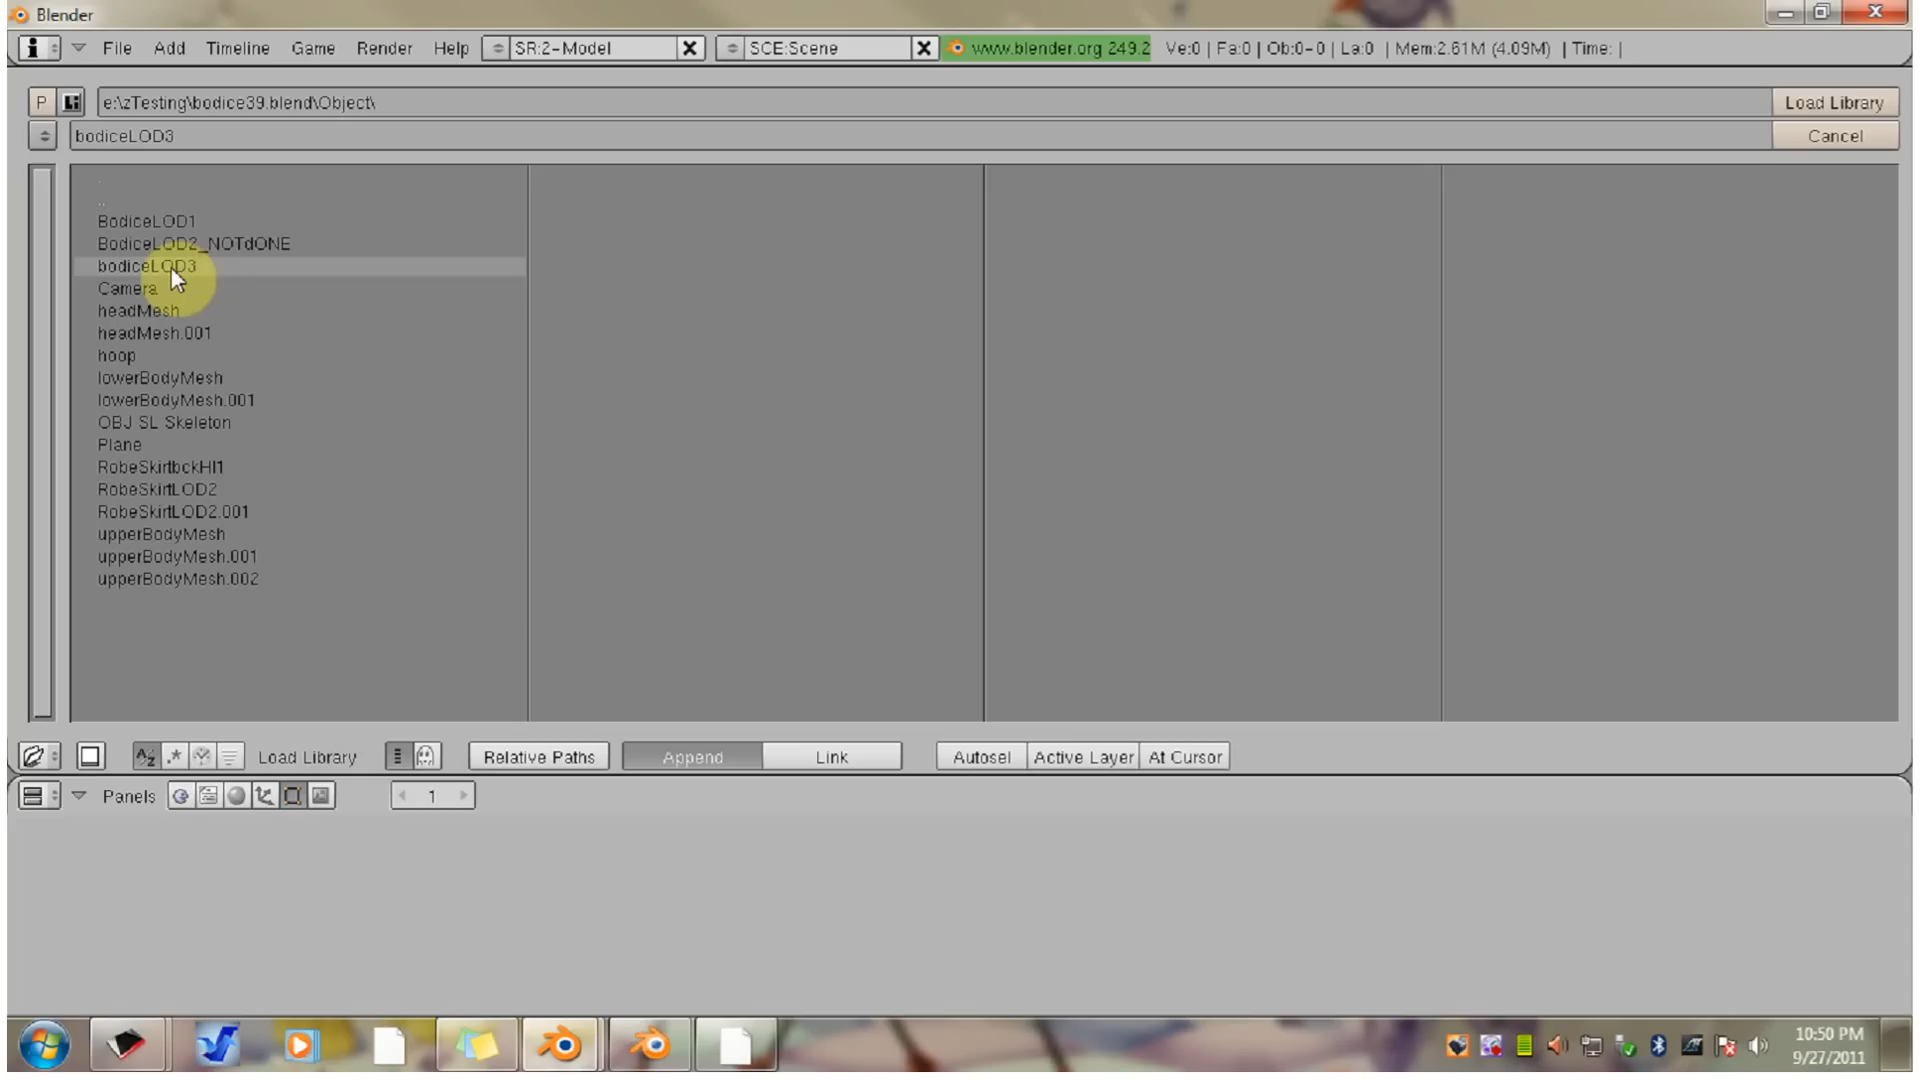 Blender
File Add Timeline Game Render Help SR:2-Model SCE:Scene www.blender.org 249.2 Ve:0 | Fa:0 | Ob:0-0 | La:0 | Mem:2.61M (4.09M) | Time: |
P e:\zTesting\bodice39.blend\Object\ Load Library
bodiceLOD3 Cancel
.
..
BodiceLOD1
BodiceLOD2_NOTdONE
bodiceLOD3
Camera
headMesh
headMesh.001
hoop
lowerBodyMesh
lowerBodyMesh.001
OBJ SL Skeleton
Plane
RobeSkirtbckHI1
RobeSkirtLOD2
RobeSkirtLOD2.001
upperBodyMesh
upperBodyMesh.001
upperBodyMesh.002
Load Library Relative Paths Append Link Autosel Active Layer At Cursor
Panels 1
10:50 PM
9/27/2011